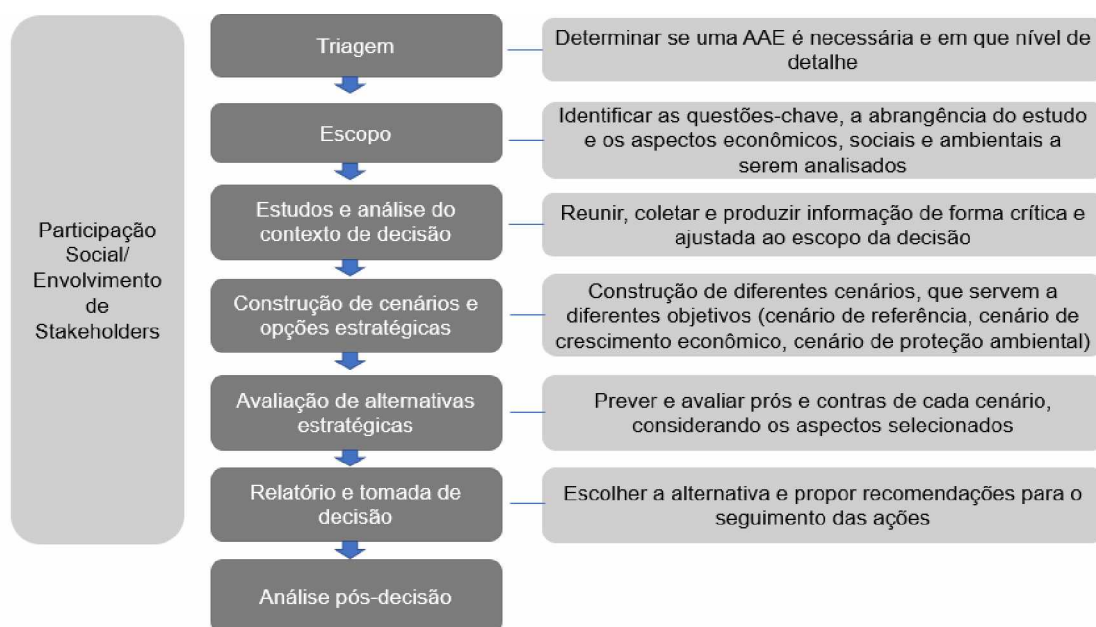 Participação
Social/
Envolvimento
de
Stakeholders
Triagem
Determinar se uma AAE é necessária e em que nível de
detalhe
Escopo
Identificar as questões-chave, a abrangência do estudo
e os aspectos econômicos, sociais e ambientais a
serem analisados
Estudos e análise do
contexto de decisão
Reunir, coletar e produzir informação de forma crítica e
ajustada ao escopo da decisão
Construção de cenários e
opções estratégicas
Construção de diferentes cenários, que servem a
diferentes objetivos (cenário de referência, cenário de
crescimento econômico, cenário de proteção ambiental)
Avaliação de alternativas
estratégicas
Prever e avaliar prós e contras de cada cenário,
considerando os aspectos selecionados
Relatório e tomada de
decisão
Escolher a alternativa e propor recomendações para o
seguimento das ações
Análise pós-decisão